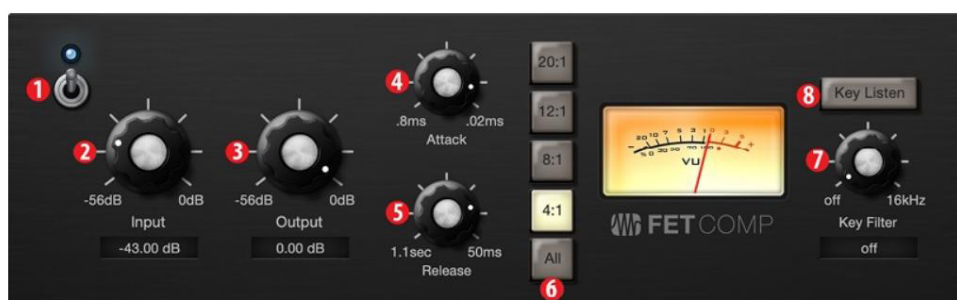 1
2
-56dB 0dB
Input
-43.00 dB
3
-56dB 0dB
Output
0.00 dB
4
.8ms .02ms
Attack
5
1.1sec 50ms
Release
20:1
12:1
8:1
4:1
All
6
VU
FETCOMP
8
Key Listen
7
off 16kHz
Key Filter
off